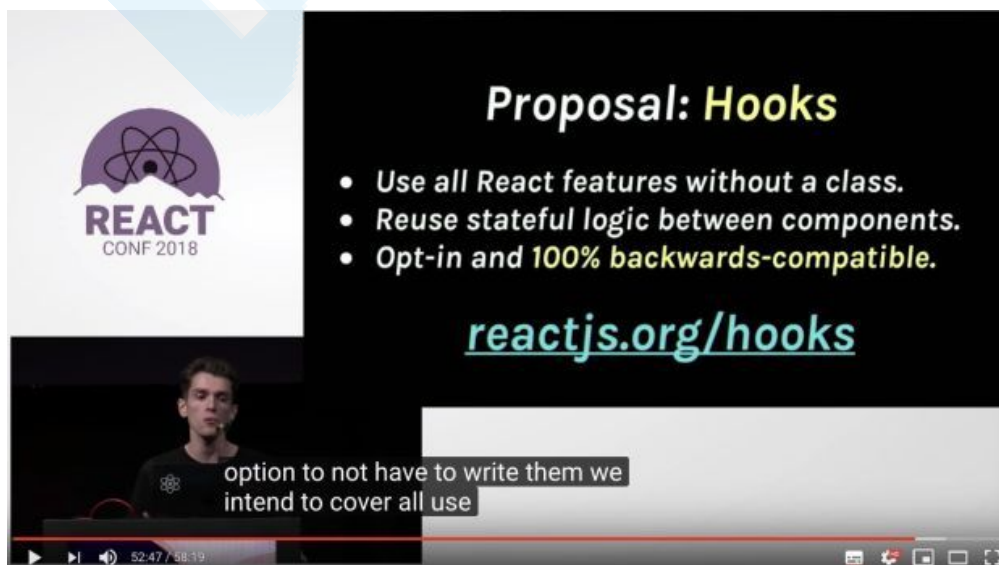 Proposal: Hooks
• Use all React features without a class.
• Reuse stateful logic between components.
• Opt-in and 100% backwards-compatible.
reactjs.org/hooks
REACT
CONF 2018
option to not have to write them we
intend to cover all use
52:47 / 58:19